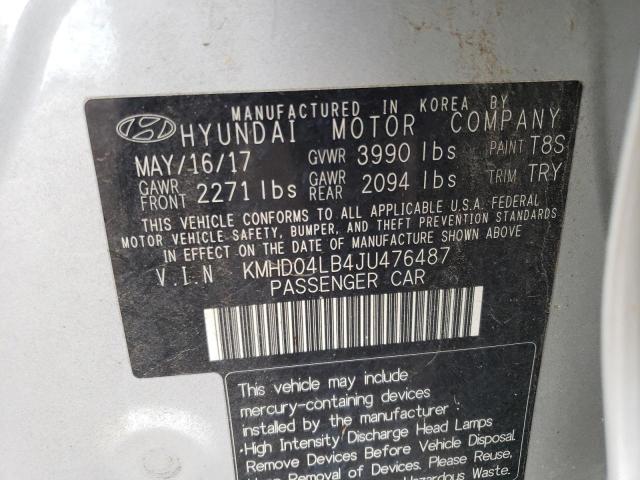 MANUFACTURED IN KOREA BY
HYUNDAI MOTOR COMPANY
MAY/16/17 GVWR 3990 lbs PAINT T8S
GAWR FRONT 2271 lbs GAWR REAR 2094 lbs TRIM TRY
THIS VEHICLE CONFORMS TO ALL APPLICABLE U.S.A. FEDERAL
MOTOR VEHICLE SAFETY, BUMPER, AND THEFT PREVENTION STANDARDS
IN EFFECT ON THE DATE OF MANUFACTURE SHOWN ABOVE.
V.I.N KMHD04LB4JU476487
PASSENGER CAR
This vehicle may include
mercury-containing devices
installed by the manufacturer :
·High Intensity Discharge Head Lamps
Remove Devices Before Vehicle Disposal.
Upon Removal of Devices. Please Reuse,
Hazardous Waste.